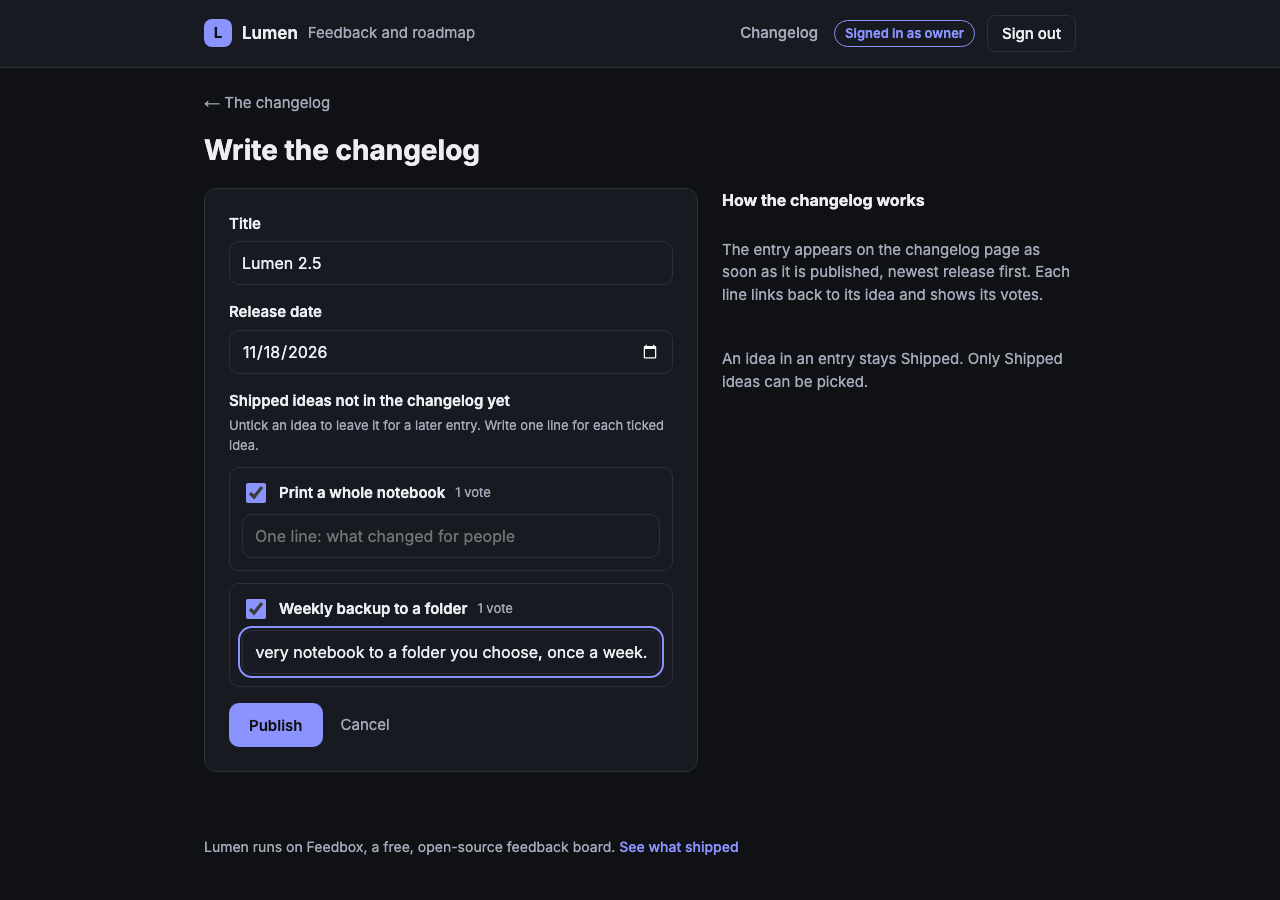 L Lumen Feedback and roadmap Changelog Signed in as owner Sign out
← The changelog
Write the changelog
Title
Lumen 2.5
Release date
11/18/2026
Shipped ideas not in the changelog yet
Untick an idea to leave it for a later entry. Write one line for each ticked
idea.
Print a whole notebook 1 vote
One line: what changed for people
Weekly backup to a folder 1 vote
very notebook to a folder you choose, once a week.
Publish Cancel
How the changelog works
The entry appears on the changelog page as
soon as it is published, newest release first. Each
line links back to its idea and shows its votes.
An idea in an entry stays Shipped. Only Shipped
ideas can be picked.
Lumen runs on Feedbox, a free, open-source feedback board. See what shipped